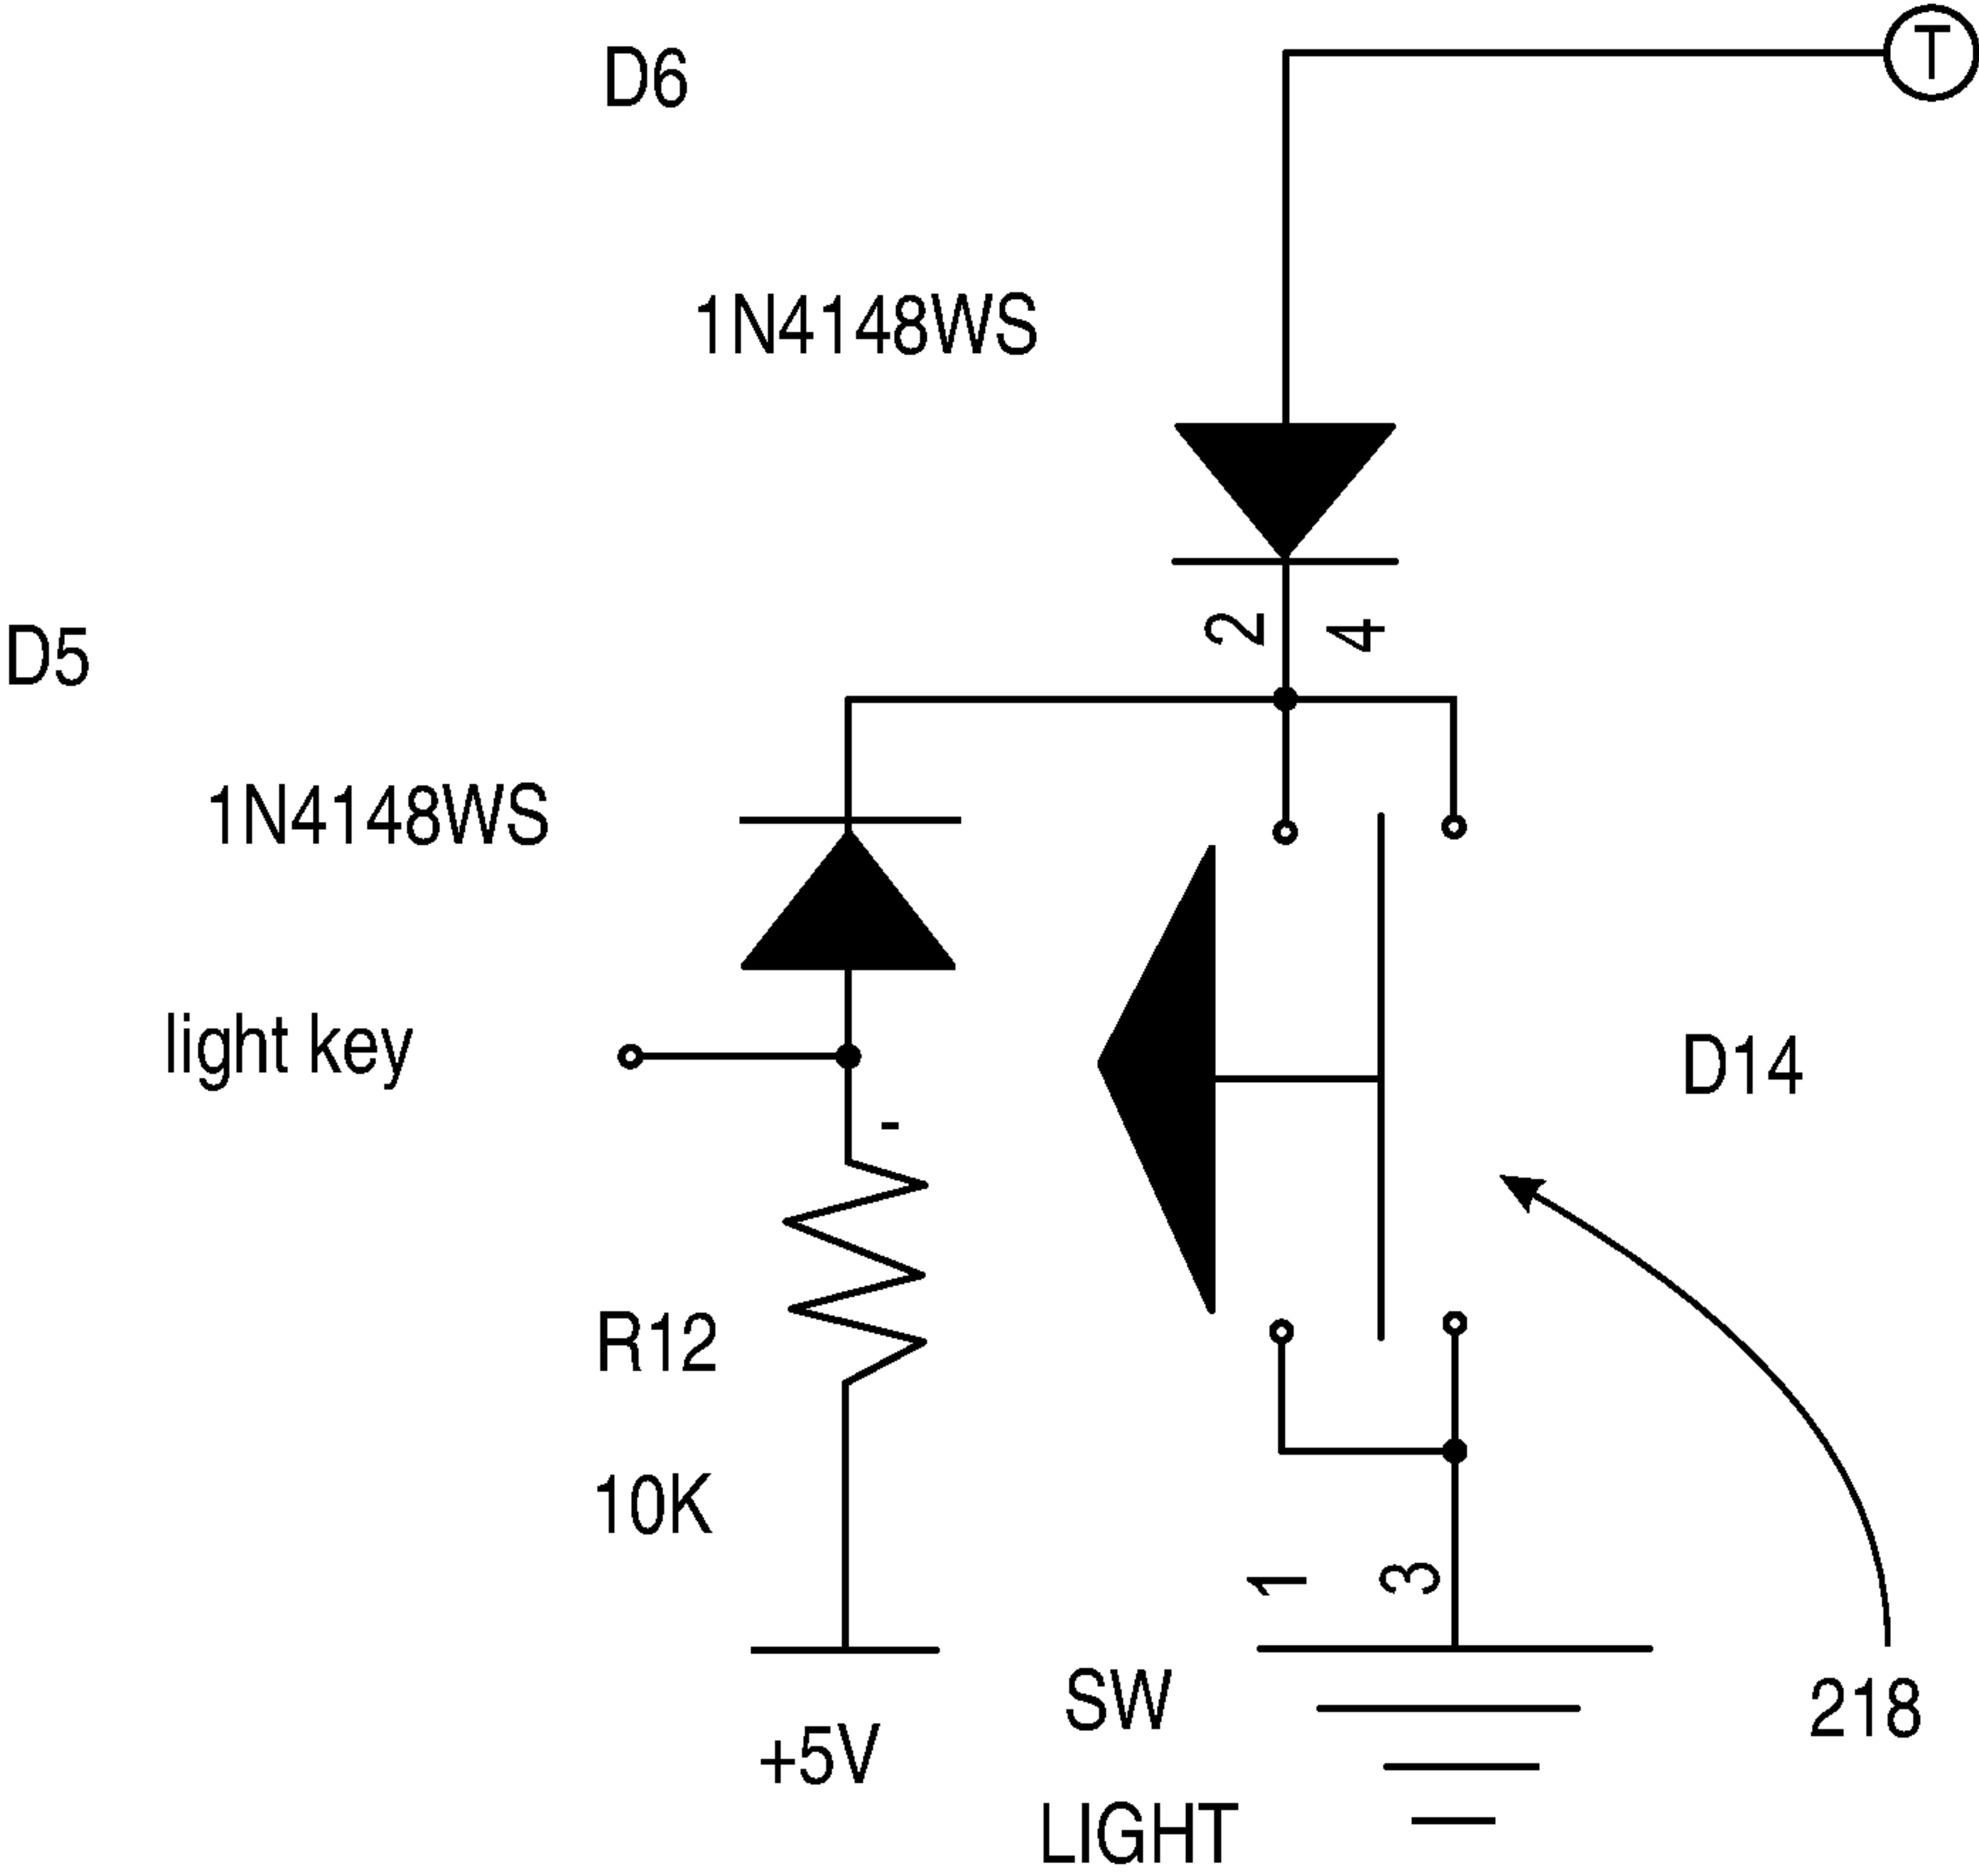 T
D6
1N4148WS
2
4
D5
1N4148WS
light key
D14
-
R12
10K
1
3
SW
218
+5V
LIGHT